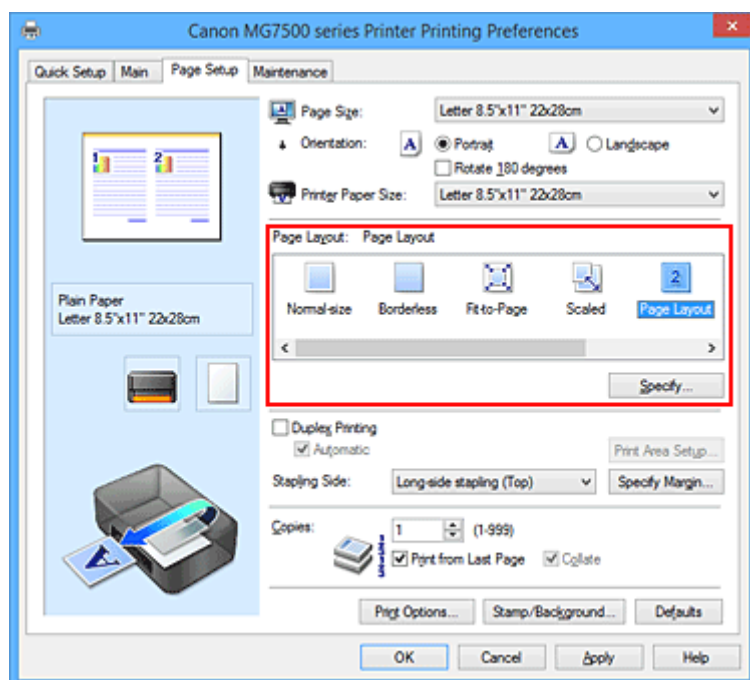 Canon MG7500 series Printer Printing Preferences
Quick Setup Main Page Setup Maintenance
Page Size: Letter 8.5"x11" 22x28cm
Orientation: A Portrait A Landscape
Rotate 180 degrees
Printer Paper Size: Letter 8.5"x11" 22x28cm
1 2
Page Layout: Page Layout
2
Normal-size Borderless Fit-to-Page Scaled Page Layout
Specify...
Plain Paper
Letter 8.5"x11" 22x28cm
Duplex Printing
Automatic
Print Area Setup...
Stapling Side: Long-side stapling (Top) Specify Margin...
Copies: 1 (1-999)
Print from Last Page Collate
A
Print Options... Stamp/Background... Defaults
OK Cancel Apply Help